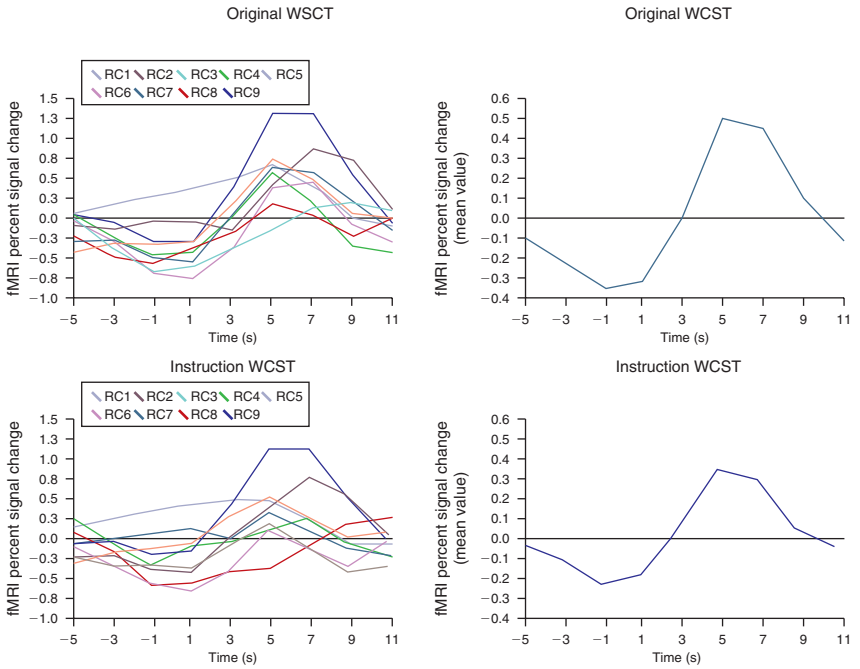 Original WSCT
RC1 RC2 RC3 RC4 RC5
RC6 RC7 RC8 RC9
fMRI percent signal change
1.5
1.3
1.0
0.8
0.5
0.3
0.0
−0.3
−0.5
−0.8
−1.0
−5 −3 −1 1 3 5 7 9 11
Time (s)
Original WCST
fMRI percent signal change
(mean value)
0.6
0.5
0.4
0.3
0.2
0.1
0.0
−0.1
−0.2
−0.3
−0.4
−5 −3 −1 1 3 5 7 9 11
Time (s)
Instruction WCST
RC1 RC2 RC3 RC4 RC5
RC6 RC7 RC8 RC9
fMRI percent signal change
1.5
1.3
1.0
0.8
0.5
0.3
0.0
−0.3
−0.5
−0.8
−1.0
−5 −3 −1 1 3 5 7 9 11
Time (s)
Instruction WCST
fMRI percent signal change
(mean value)
0.6
0.5
0.4
0.3
0.2
0.1
0.0
−0.1
−0.2
−0.3
−0.4
−5 −3 −1 1 3 5 7 9 11
Time (s)